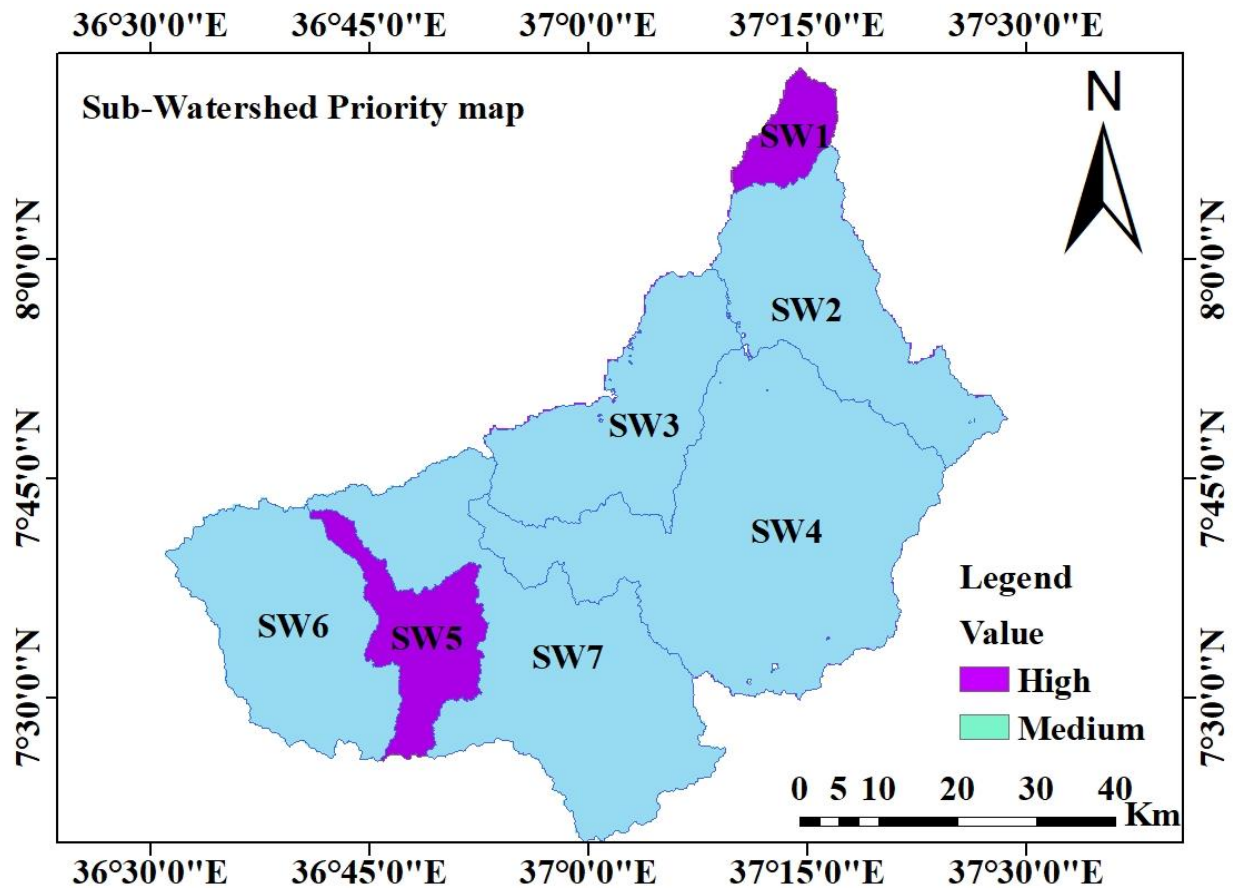 36°30'0"E 36°45'0"E 37°0'0"E 37°15'0"E 37°30'0"E
Sub-Watershed Priority map
N
SW1
8°0'0"N
8°0'0"N
SW2
SW3
7°45'0"N
7°45'0"N
SW4
Legend
SW6
SW5
SW7
Value
High
Medium
7°30'0"N
7°30'0"N
0 5 10 20 30 40
Km
36°30'0"E 36°45'0"E 37°0'0"E 37°15'0"E 37°30'0"E